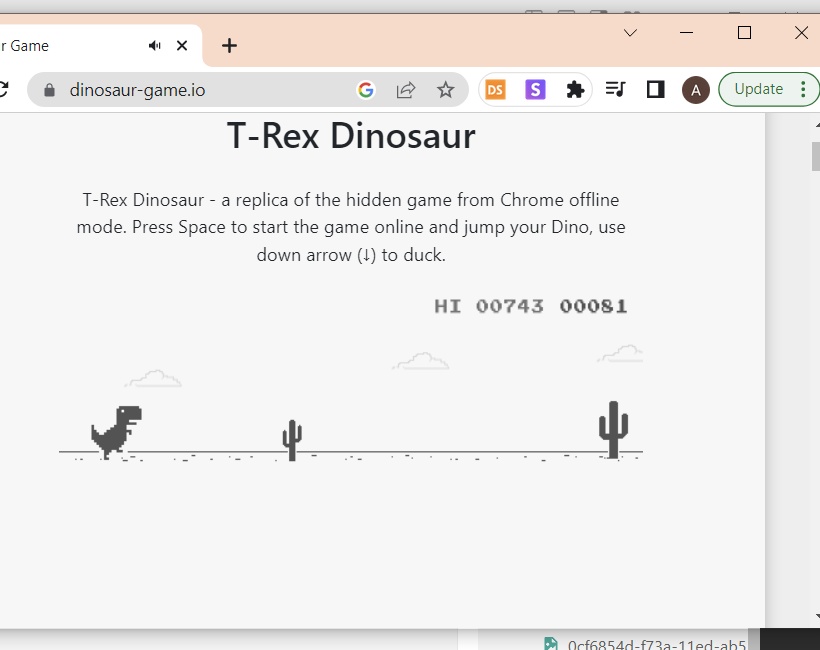 r Game
dinosaur-game.io
DS
S
A
Update
T-Rex Dinosaur
T-Rex Dinosaur - a replica of the hidden game from Chrome offline
mode. Press Space to start the game online and jump your Dino, use
down arrow (↓) to duck.
HI 00743 00081
0cf6854d-f73a-11ed-ab5